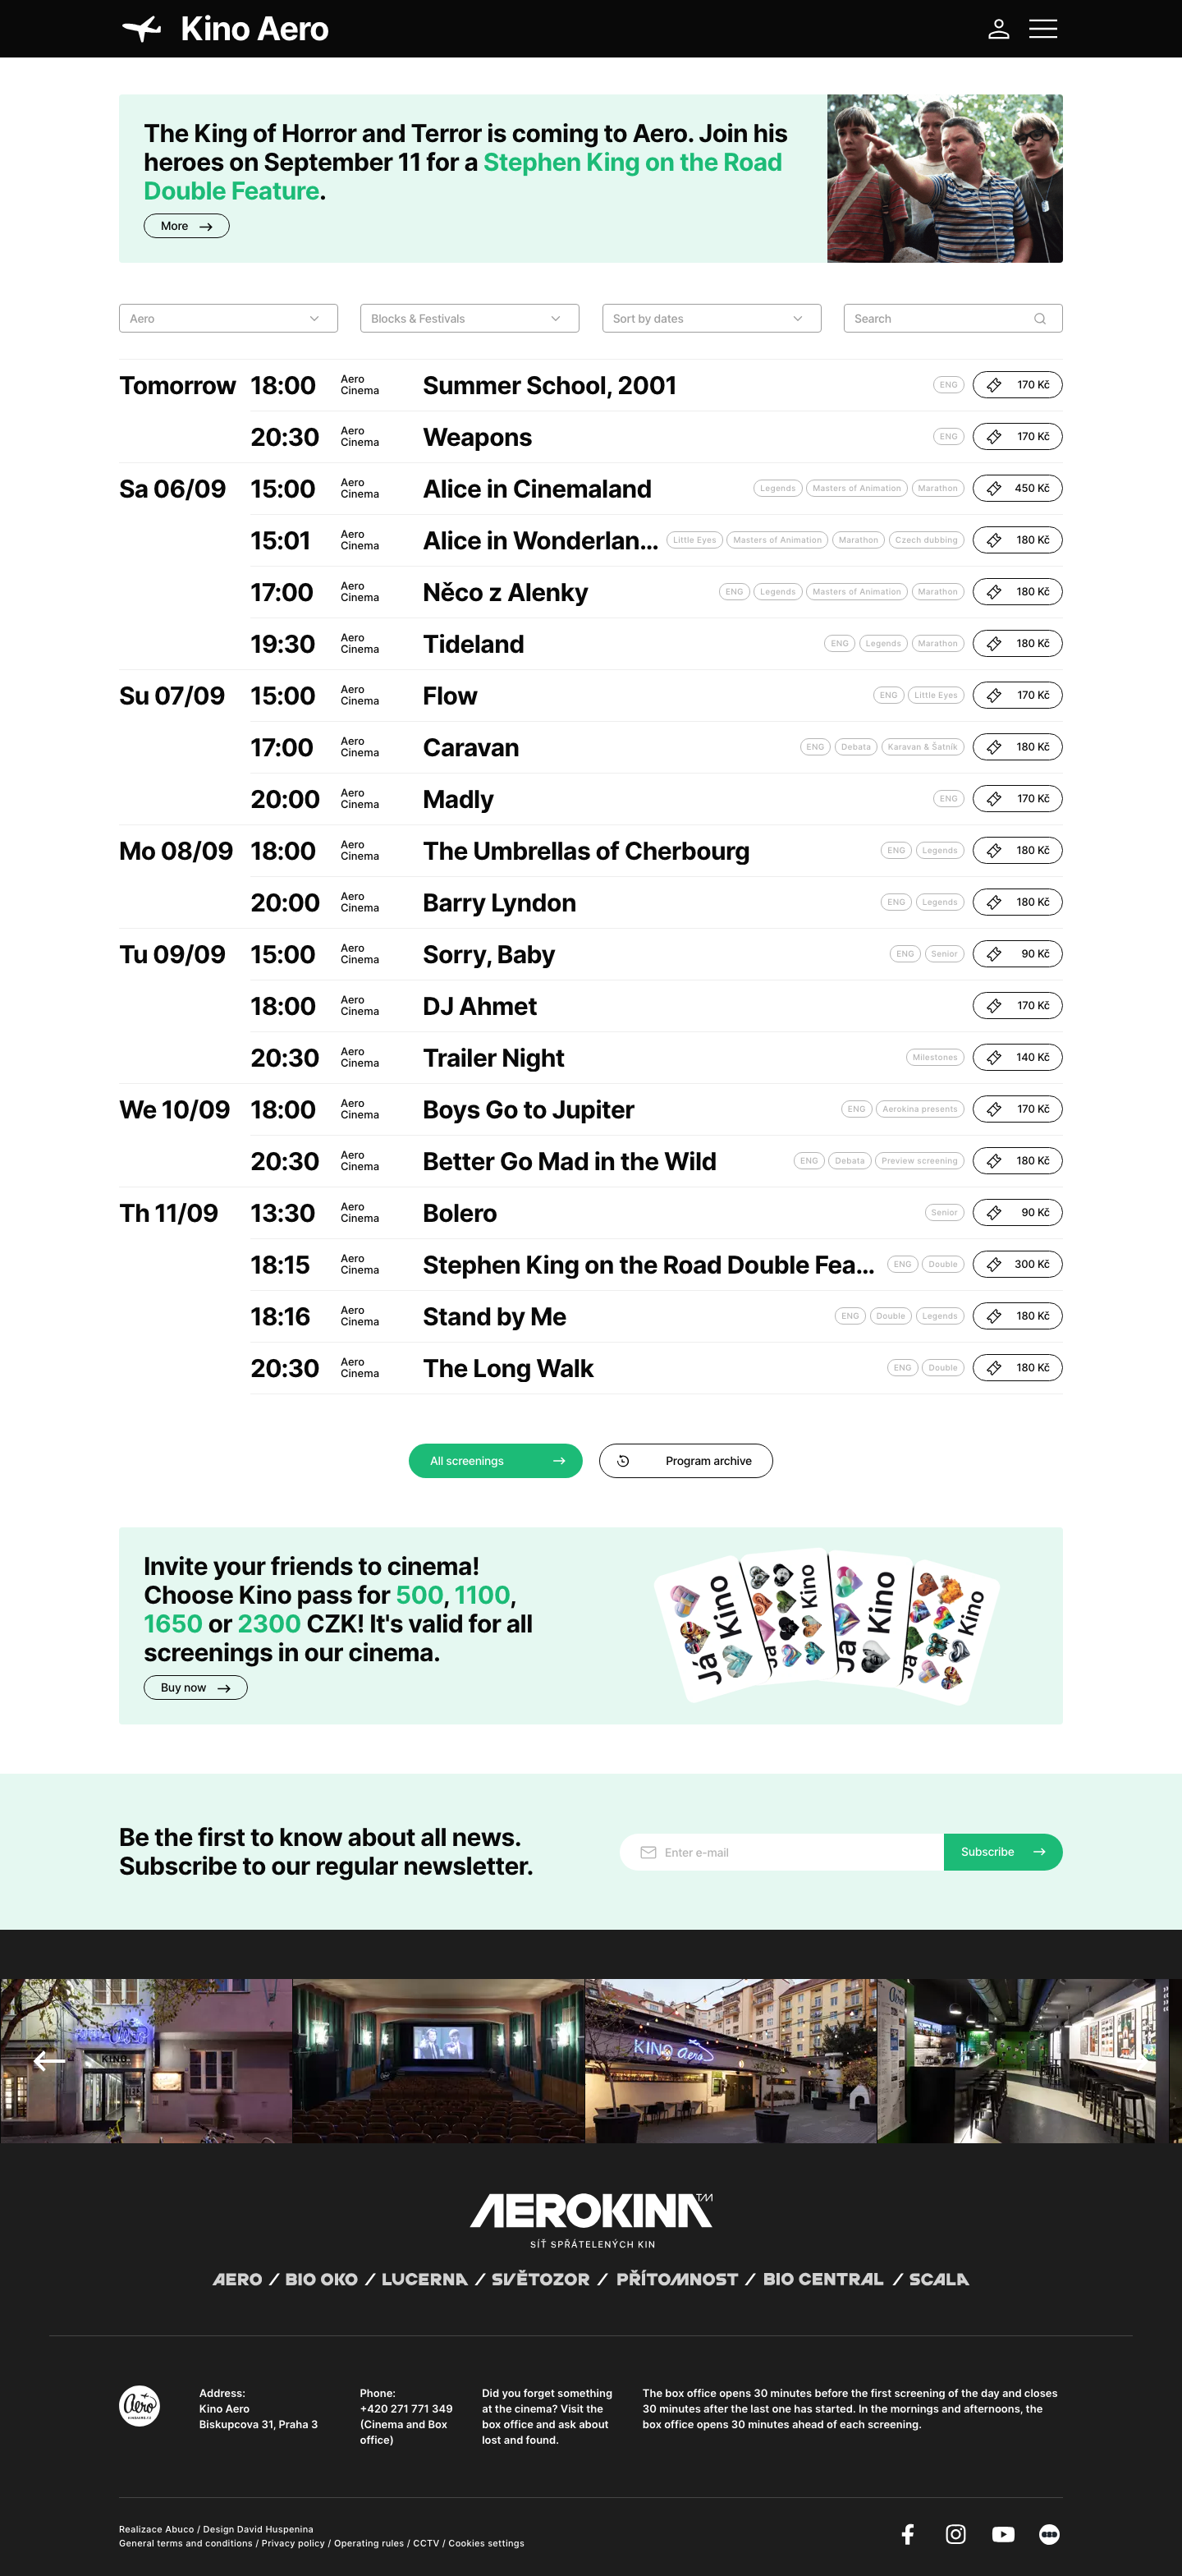 Kino Aero
The King of Horror and Terror is coming to Aero. Join his
heroes on September 11 for a Stephen King on the Road
Double Feature.
More
Aero
Blocks & Festivals
Sort by dates
Search
Tomorrow 18:00 Aero Cinema Summer School, 2001 ENG 170 Kč
20:30 Aero Cinema Weapons ENG 170 Kč
Sa 06/09 15:00 Aero Cinema Alice in Cinemaland Legends Masters of Animation Marathon 450 Kč
15:01 Aero Cinema Alice in Wonderlan... Little Eyes Masters of Animation Marathon Czech dubbing 180 Kč
17:00 Aero Cinema Něco z Alenky ENG Legends Masters of Animation Marathon 180 Kč
19:30 Aero Cinema Tideland ENG Legends Marathon 180 Kč
Su 07/09 15:00 Aero Cinema Flow ENG Little Eyes 170 Kč
17:00 Aero Cinema Caravan ENG Debata Karavan & Šatník 180 Kč
20:00 Aero Cinema Madly ENG 170 Kč
Mo 08/09 18:00 Aero Cinema The Umbrellas of Cherbourg ENG Legends 180 Kč
20:00 Aero Cinema Barry Lyndon ENG Legends 180 Kč
Tu 09/09 15:00 Aero Cinema Sorry, Baby ENG Senior 90 Kč
18:00 Aero Cinema DJ Ahmet 170 Kč
20:30 Aero Cinema Trailer Night Milestones 140 Kč
We 10/09 18:00 Aero Cinema Boys Go to Jupiter ENG Aerokina presents 170 Kč
20:30 Aero Cinema Better Go Mad in the Wild ENG Debata Preview screening 180 Kč
Th 11/09 13:30 Aero Cinema Bolero Senior 90 Kč
18:15 Aero Cinema Stephen King on the Road Double Fea... ENG Double 300 Kč
18:16 Aero Cinema Stand by Me ENG Double Legends 180 Kč
20:30 Aero Cinema The Long Walk ENG Double 180 Kč
All screenings
Program archive
Invite your friends to cinema!
Choose Kino pass for 500, 1100,
1650 or 2300 CZK! It's valid for all
screenings in our cinema.
Buy now
Já Kino
Já Kino
Já Kino
Já Kino
Be the first to know about all news.
Subscribe to our regular newsletter.
Enter e-mail
Subscribe
KINO
KINO Aero
AEROKINA™
SÍŤ SPŘÁTELENÝCH KIN
AERO / BIO OKO / LUCERNA / SVĚTOZOR / PŘÍTOMNOST / BIO CENTRAL / SCALA
Aero
Address:
Kino Aero
Biskupcova 31, Praha 3
Phone:
+420 271 771 349
(Cinema and Box
office)
Did you forget something
at the cinema? Visit the
box office and ask about
lost and found.
The box office opens 30 minutes before the first screening of the day and closes
30 minutes after the last one has started. In the mornings and afternoons, the
box office opens 30 minutes ahead of each screening.
Realizace Abuco / Design David Huspenina
General terms and conditions / Privacy policy / Operating rules / CCTV / Cookies settings